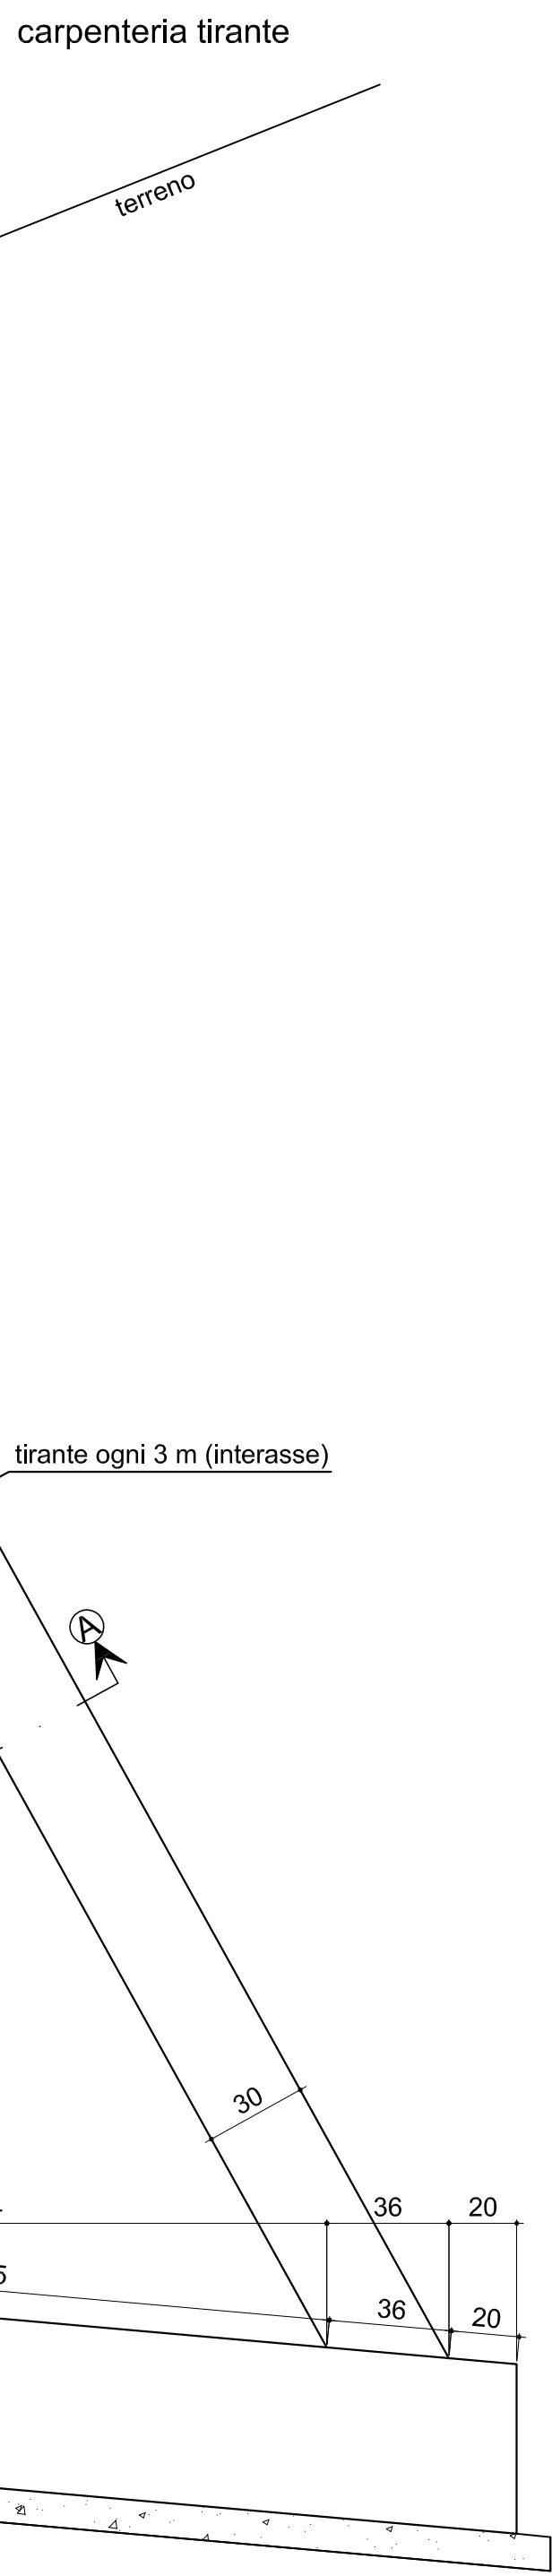 carpenteria tirante
terreno
tirante ogni 3 m (interasse)
A
30
36 20
36 20